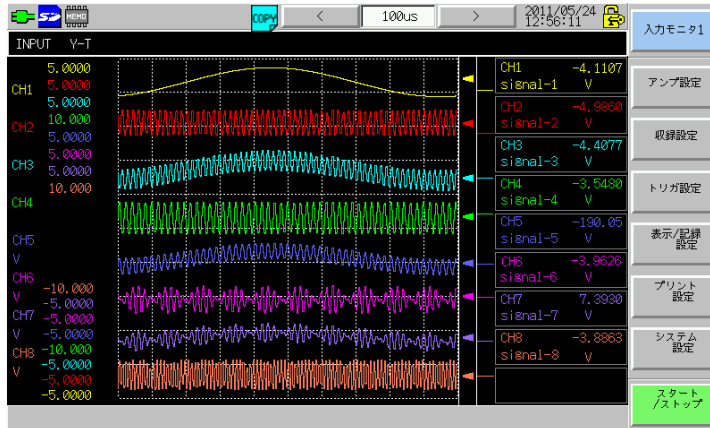 SD
MEMO
COPY
<
100us
>
2011/05/24
12:56:11
入力モニタ1
INPUT Y-T
アンプ設定
収録設定
トリガ設定
表示/記録
設定
プリント
設定
システム
設定
スタート
/ストップ
5.0000
CH1 5.0000
5.0000
10.000
CH2
5.0000
5.0000
CH3 5.0000
10.000
CH4
CH5
V
CH6
-10.000
V -5.0000
CH7 -5.0000
V -5.0000
CH8 -10.000
-5.0000
V -5.0000
-5.0000
CH1 -4.1107
signal-1 V
CH2 -4.9860
signal-2 V
CH3 -4.4077
signal-3 V
CH4 -3.5480
signal-4 V
CH5 -190.05
signal-5 V
CH6 -3.9626
signal-6 V
CH7 7.3930
signal-7 V
CH8 -3.8863
signal-8 V